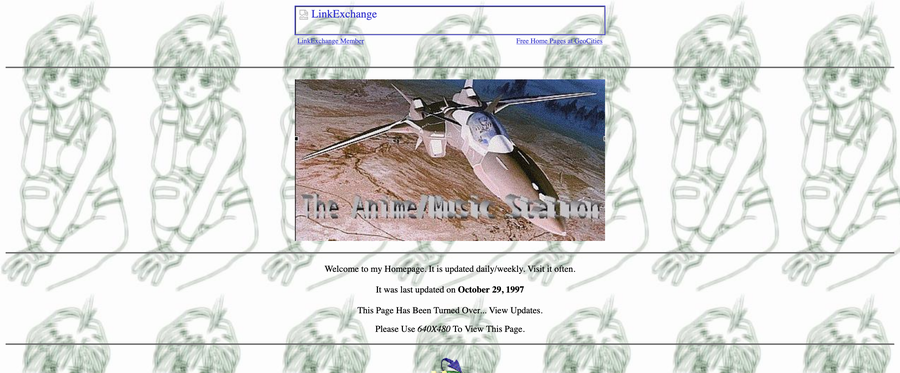 LinkExchange
LinkExchange Member
Free Home Pages at GeoCities
The Anime/Music Station
Welcome to my Homepage. It is updated daily/weekly. Visit it often.
It was last updated on October 29, 1997
This Page Has Been Turned Over... View Updates.
Please Use 640X480 To View This Page.